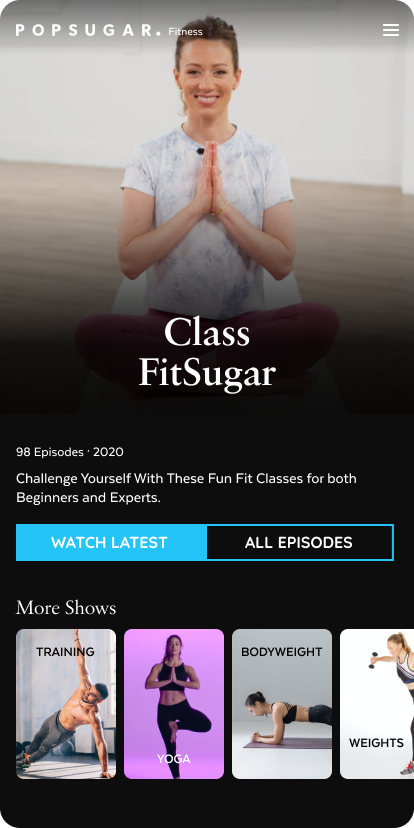 POPSUGAR. Fitness
Class
FitSugar
98 Episodes · 2020
Challenge Yourself With These Fun Fit Classes for both
Beginners and Experts.
WATCH LATEST
ALL EPISODES
More Shows
TRAINING
YOGA
BODYWEIGHT
WEIGHTS